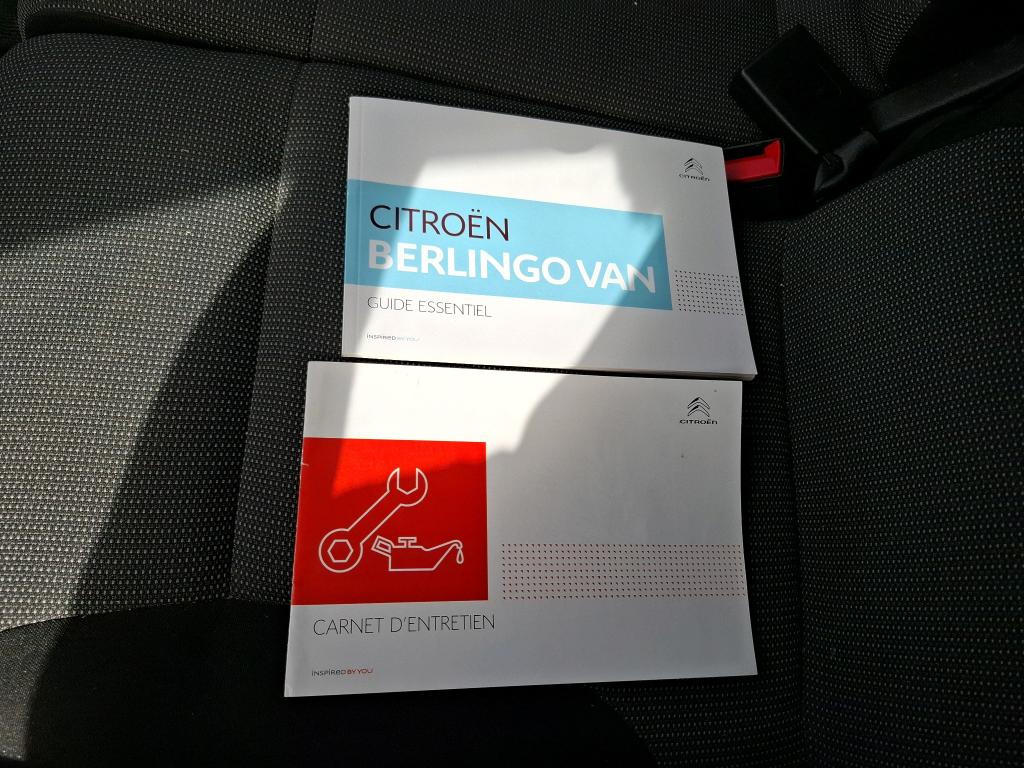 CITROËN
CITROËN
BERLINGO VAN
GUIDE ESSENTIEL
INSPIRED BY YOU
CITROËN
CARNET D'ENTRETIEN
INSPIRED BY YOU